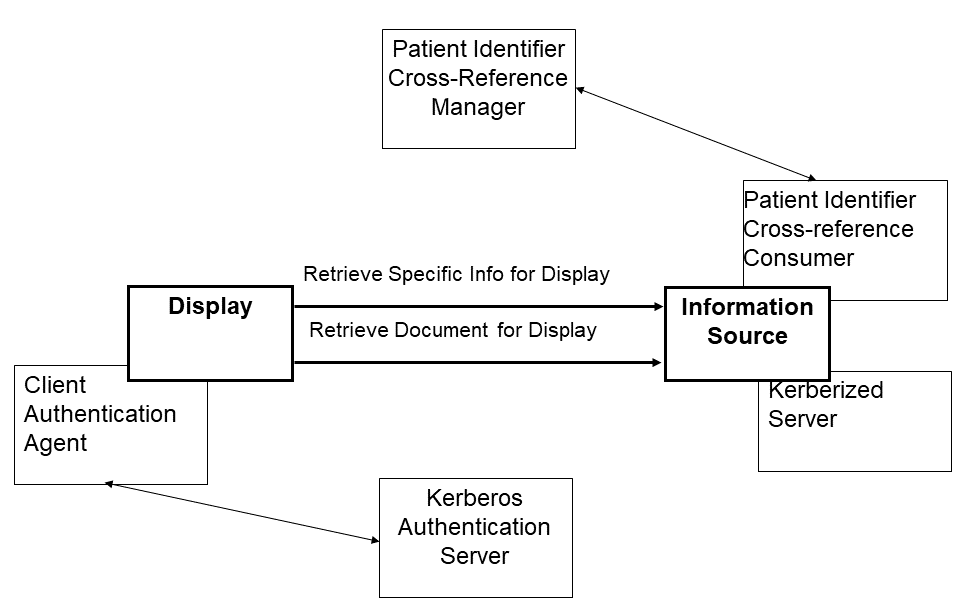 Patient Identifier
Cross-Reference
Manager
Patient Identifier
Cross-reference
Consumer
Retrieve Specific Info for Display
Display
Information
Source
Retrieve Document for Display
Client
Authentication
Agent
Kerberized
Server
Kerberos
Authentication
Server